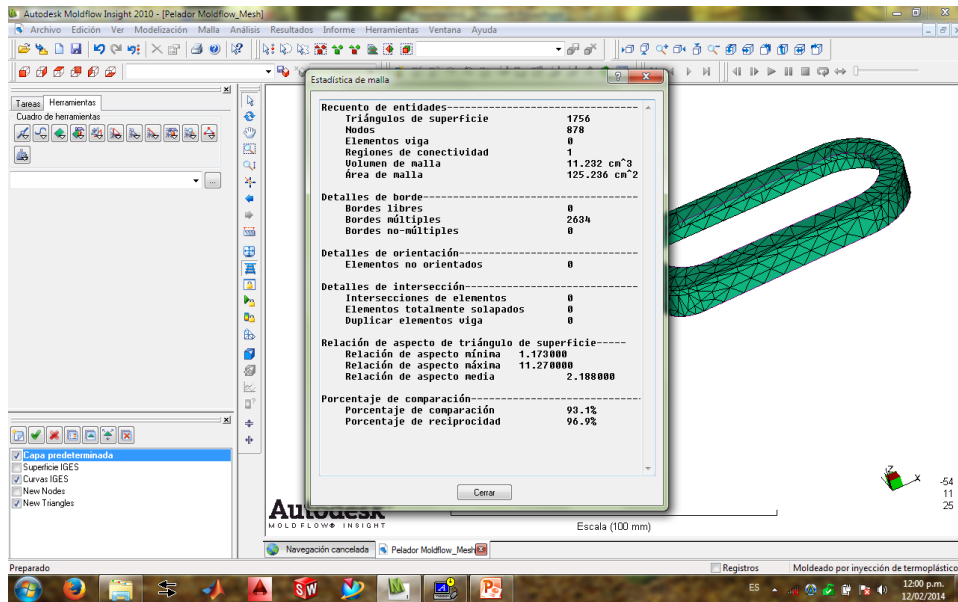 Autodesk Moldflow Insight 2010 - [Pelador Moldflow_Mesh]
Archivo Edición Ver Modelización Malla Análisis Resultados Informe Herramientas Ventana Ayuda
Estadística de malla
Tareas Herramientas
Cuadro de herramientas
Recuento de entidades--------------------------------
Triángulos de superficie 1756
Nodos 878
Elementos viga 0
Regiones de conectividad 1
Volumen de malla 11.232 cm^3
Área de malla 125.236 cm^2
Detalles de borde------------------------------------
Bordes libres 0
Bordes múltiples 2634
Bordes no-múltiples 0
Detalles de orientación------------------------------
Elementos no orientados 0
Detalles de intersección-----------------------------
Intersecciones de elementos 0
Elementos totalmente solapados 0
Duplicar elementos viga 0
Relación de aspecto de triángulo de superficie-----
Relación de aspecto mínima 1.173000
Relación de aspecto máxima 11.270000
Relación de aspecto media 2.188000
Porcentaje de comparación----------------------------
Porcentaje de comparación 93.1%
Porcentaje de reciprocidad 96.9%
Cerrar
Capa predeterminada
Superficie IGES
Curvas IGES
New Nodes
New Triangles
Z
X
-54
11
25
Autodesk
MOLDFLOW® INSIGHT
Escala (100 mm)
Navegación cancelada
Pelador Moldflow_Mesh
Preparado
Registros
Moldeado por inyección de termoplástico
SW
ES
12:00 p.m.
12/02/2014